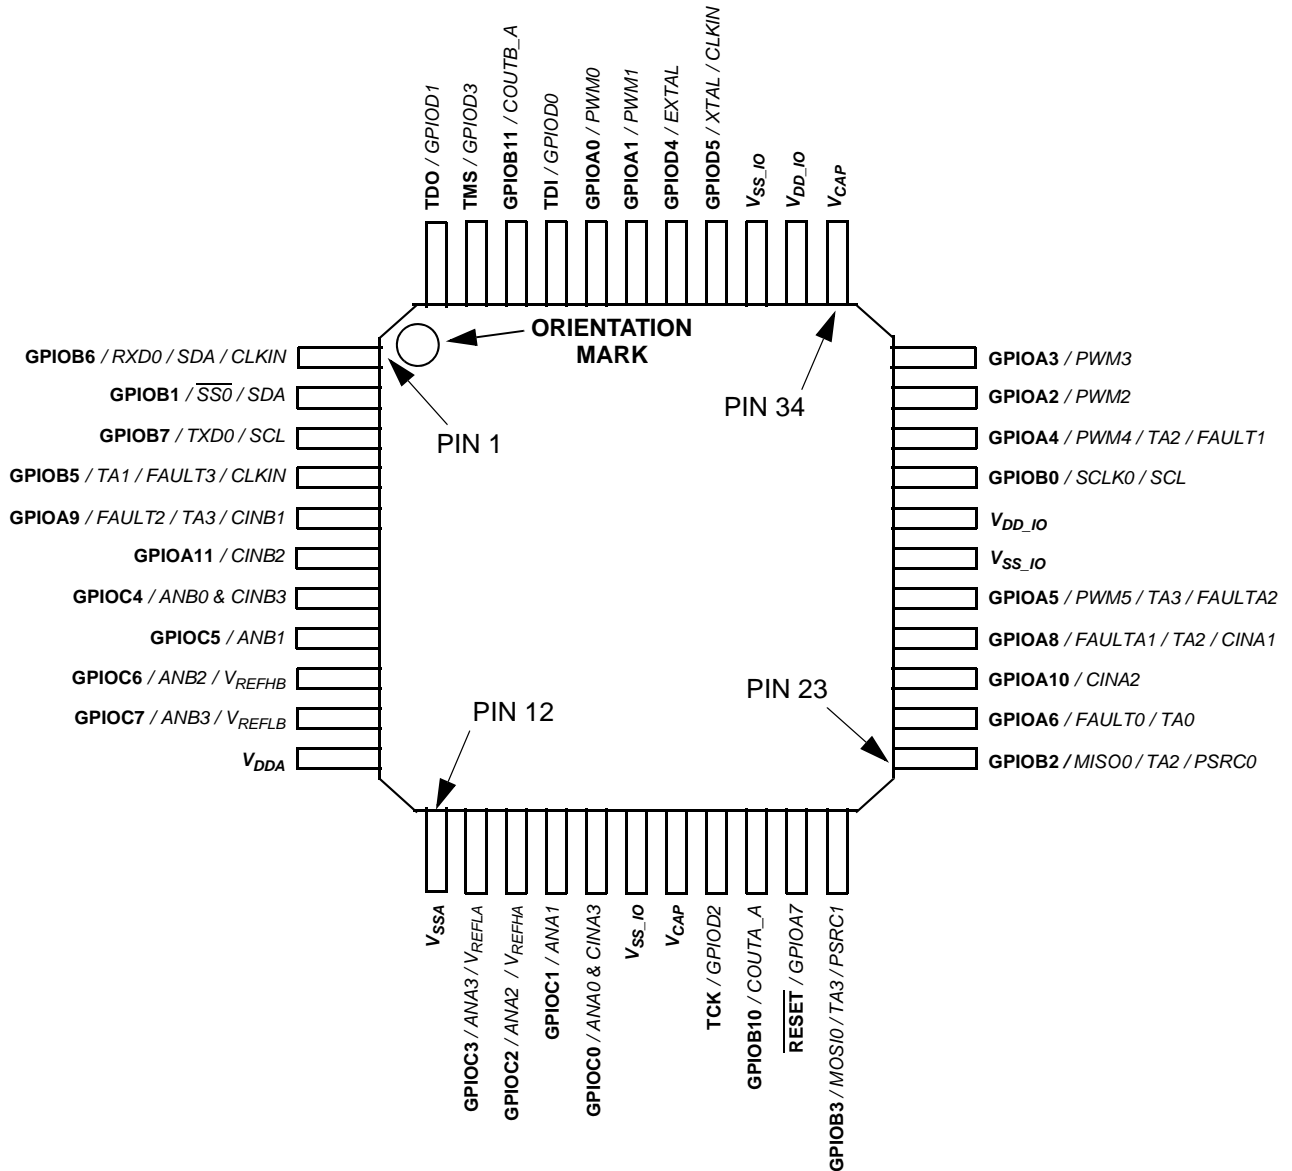 TDO / GPIOD1
TMS / GPIOD3
GPIOB11 / COUTB_A
TDI / GPIOD0
GPIOA0 / PWM0
GPIOA1 / PWM1
GPIOD4 / EXTAL
GPIOD5 / XTAL / CLKIN
VSS_IO
VDD_IO
VCAP
ORIENTATION
MARK
PIN 1
PIN 34
PIN 12
PIN 23
GPIOB6 / RXD0 / SDA / CLKIN
GPIOB1 / S̅S̅0̅ / SDA
GPIOB7 / TXD0 / SCL
GPIOB5 / TA1 / FAULT3 / CLKIN
GPIOA9 / FAULT2 / TA3 / CINB1
GPIOA11 / CINB2
GPIOC4 / ANB0 & CINB3
GPIOC5 / ANB1
GPIOC6 / ANB2 / VREFHB
GPIOC7 / ANB3 / VREFLB
VDDA
GPIOA3 / PWM3
GPIOA2 / PWM2
GPIOA4 / PWM4 / TA2 / FAULT1
GPIOB0 / SCLK0 / SCL
VDD_IO
VSS_IO
GPIOA5 / PWM5 / TA3 / FAULTA2
GPIOA8 / FAULTA1 / TA2 / CINA1
GPIOA10 / CINA2
GPIOA6 / FAULT0 / TA0
GPIOB2 / MISO0 / TA2 / PSRC0
VSSA
GPIOC3 / ANA3 / VREFLA
GPIOC2 / ANA2 / VREFHA
GPIOC1 / ANA1
GPIOC0 / ANA0 & CINA3
VSS_IO
VCAP
TCK / GPIOD2
GPIOB10 / COUTA_A
R̅E̅S̅E̅T̅ / GPIOA7
GPIOB3 / MOSI0 / TA3 / PSRC1